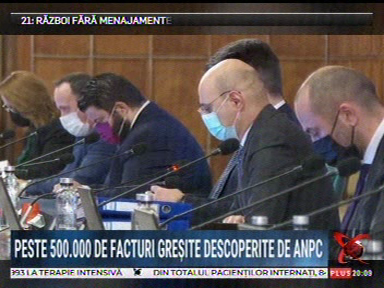 21: RĂZBOI FĂRĂ MENAJAMENTE
PESTE 500.000 DE FACTURI GREȘITE DESCOPERITE DE ANPC
993 LA TERAPIE INTENSIVĂ DIN TOTALUL PACIENȚILOR INTERNAȚI, 84
PLUS 20:09